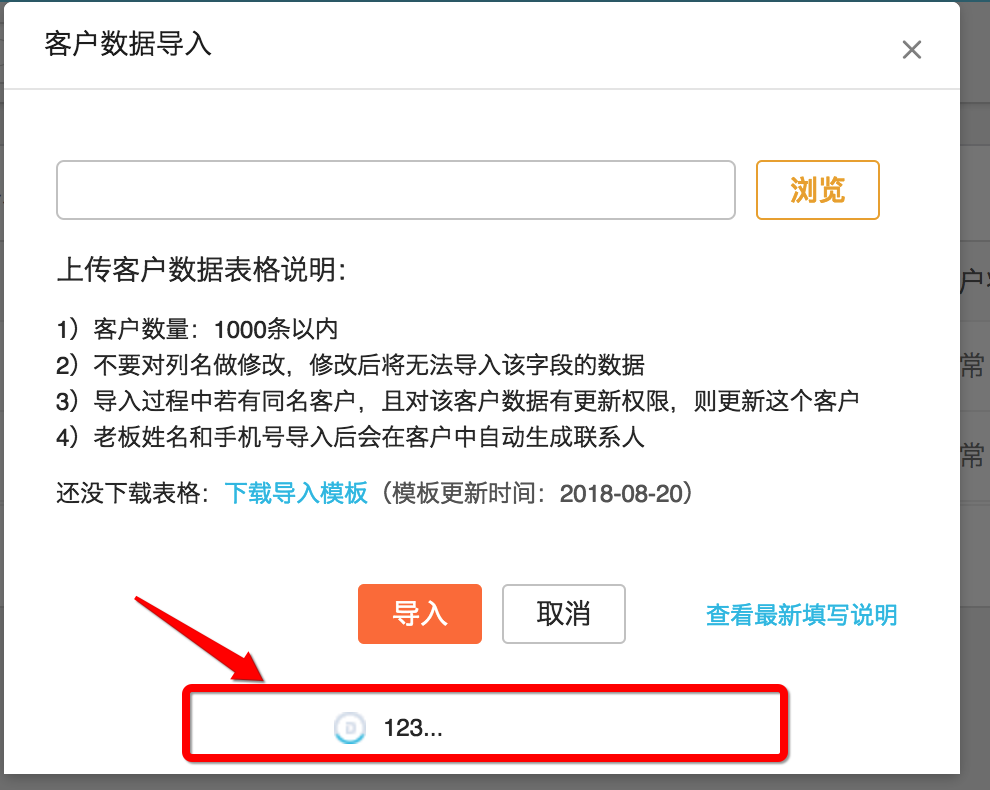 客户数据导入
浏览
上传客户数据表格说明：
1）客户数量：1000条以内
2）不要对列名做修改，修改后将无法导入该字段的数据
3）导入过程中若有同名客户，且对该客户数据有更新权限，则更新这个客户
4）老板姓名和手机号导入后会在客户中自动生成联系人
还没下载表格：下载导入模板（模板更新时间：2018-08-20）
导入 取消 查看最新填写说明
D 123...
户
常
常